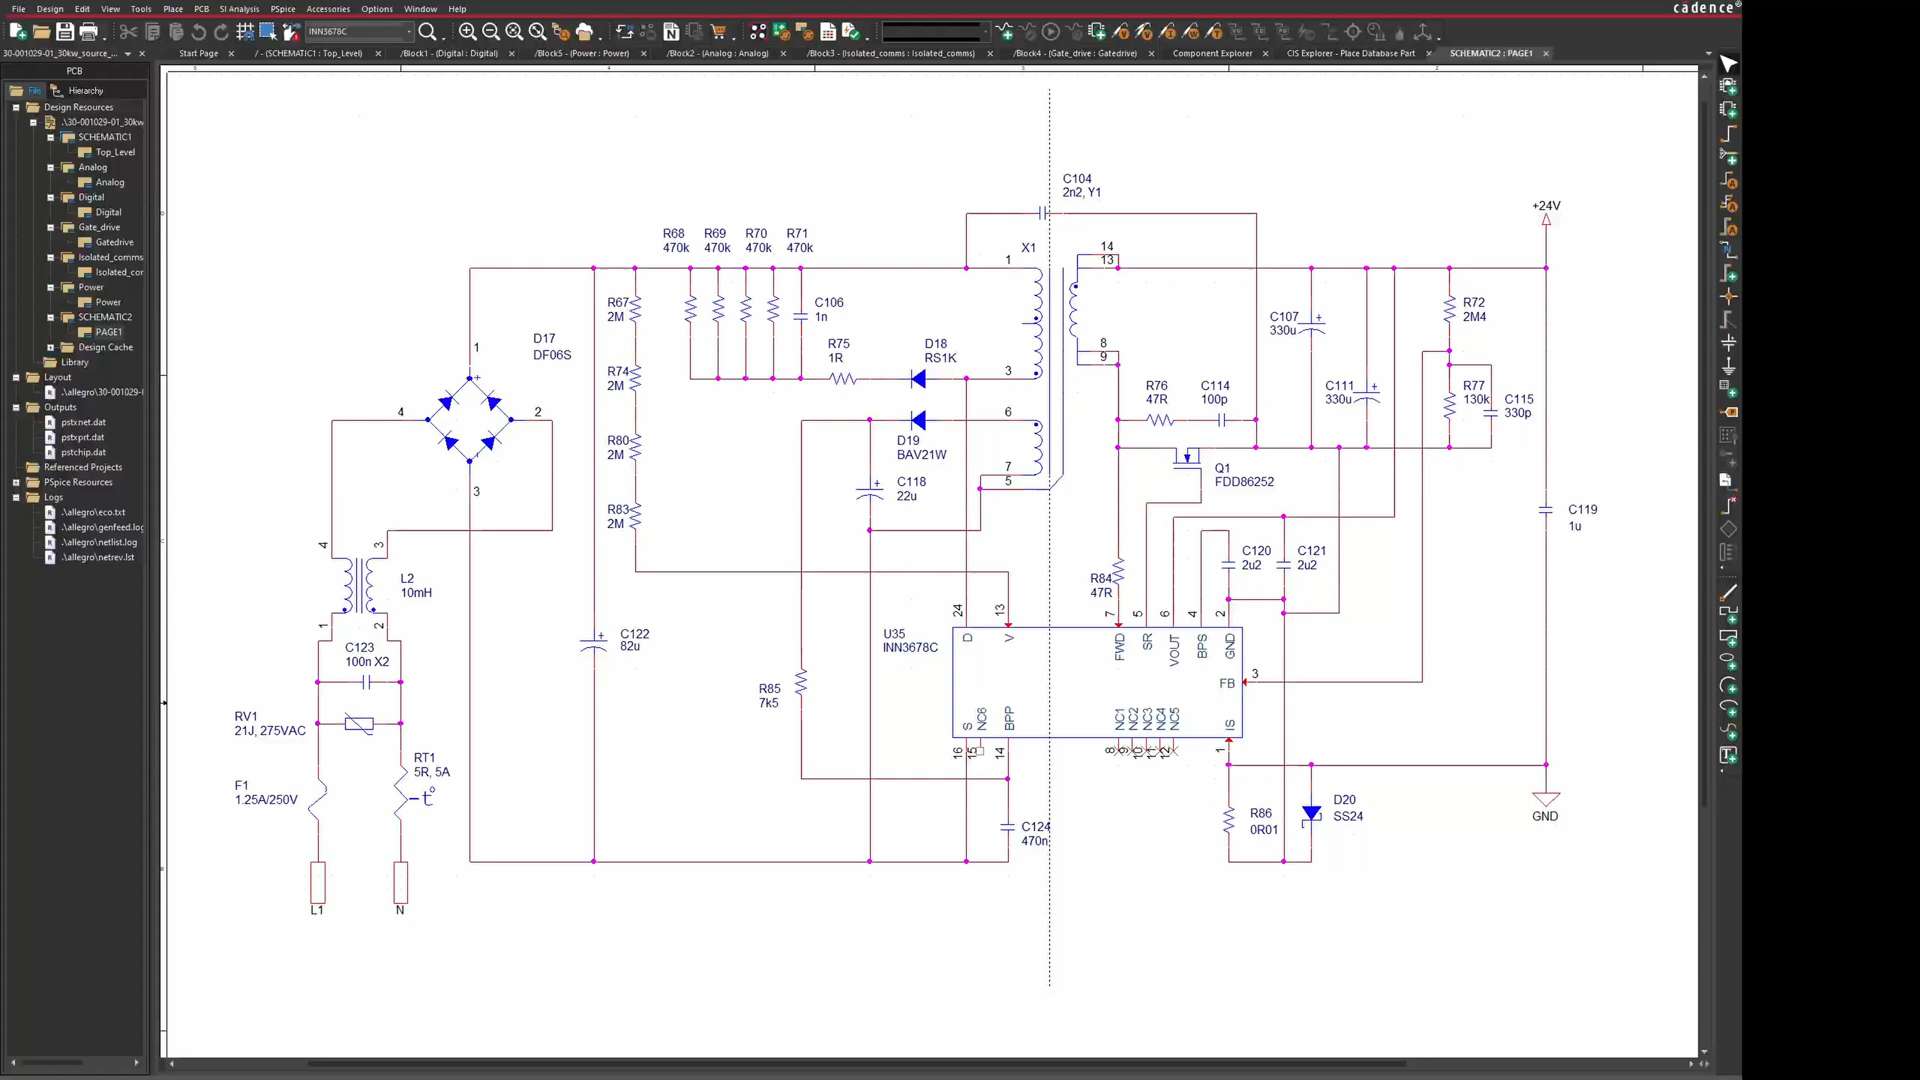 File Design Edit View Tools Place PCB SI Analysis PSpice Accessories Options Window Help
cadence
INN3678C
30-001029-01_30kw_source_...
Start Page
/ - (SCHEMATIC1 : Top_Level)
/Block1 - (Digital : Digital)
/Block5 - (Power : Power)
/Block2 - (Analog : Analog)
/Block3 - (Isolated_comms : Isolated_comms)
/Block4 - (Gate_drive : Gatedrive)
Component Explorer
CIS Explorer - Place Database Part
SCHEMATIC2 : PAGE1
PCB
File
Hierarchy
Design Resources
.\30-001029-01_30kw
SCHEMATIC1
Top_Level
Analog
Analog
Digital
Digital
Gate_drive
Gatedrive
Isolated_comms
Isolated_cor
Power
Power
SCHEMATIC2
PAGE1
Design Cache
Library
Layout
.\allegro\30-001029-
Outputs
pstxnet.dat
pstxprt.dat
pstchip.dat
Referenced Projects
PSpice Resources
Logs
.\allegro\eco.txt
.\allegro\genfeed.log
.\allegro\netlist.log
.\allegro\netrev.lst
C104
2n2, Y1
+24V
R68
470k
R69
470k
R70
470k
R71
470k
X1
1
14
13
R67
2M
C106
1n
C107
330u
R72
2M4
D17
DF06S
1
R75
1R
D18
RS1K
3
8
9
R74
2M
R76
47R
C114
100p
C111
330u
R77
130k
C115
330p
4
2
6
D19
BAV21W
R80
2M
7
5
Q1
FDD86252
3
C118
22u
R83
2M
C119
1u
4
3
L2
10mH
C120
2u2
C121
2u2
R84
47R
1
2
24
13
7
5
6
4
2
C122
82u
U35
INN3678C
D
V
FWD
SR
VOUT
BPS
GND
C123
100n X2
R85
7k5
FB
3
RV1
21J, 275VAC
S
NC6
BPP
NC1
NC2
NC3
NC4
NC5
IS
16
15
14
8
9
10
11
12
1
RT1
5R, 5A
-t°
F1
1.25A/250V
R86
0R01
D20
SS24
GND
C124
470n
L1
N